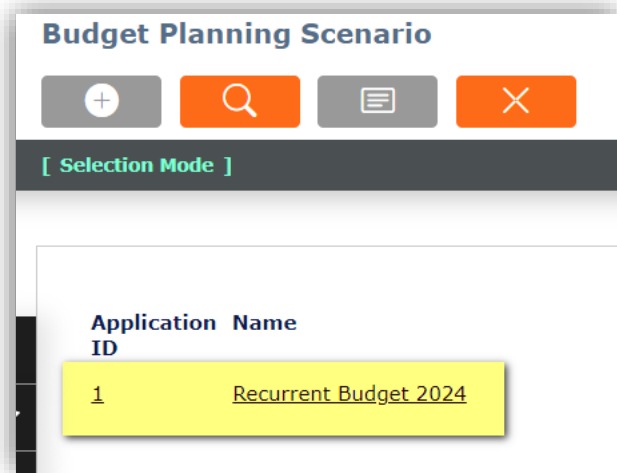 Budget Planning Scenario
[ Selection Mode ]
Application Name
ID
1 Recurrent Budget 2024